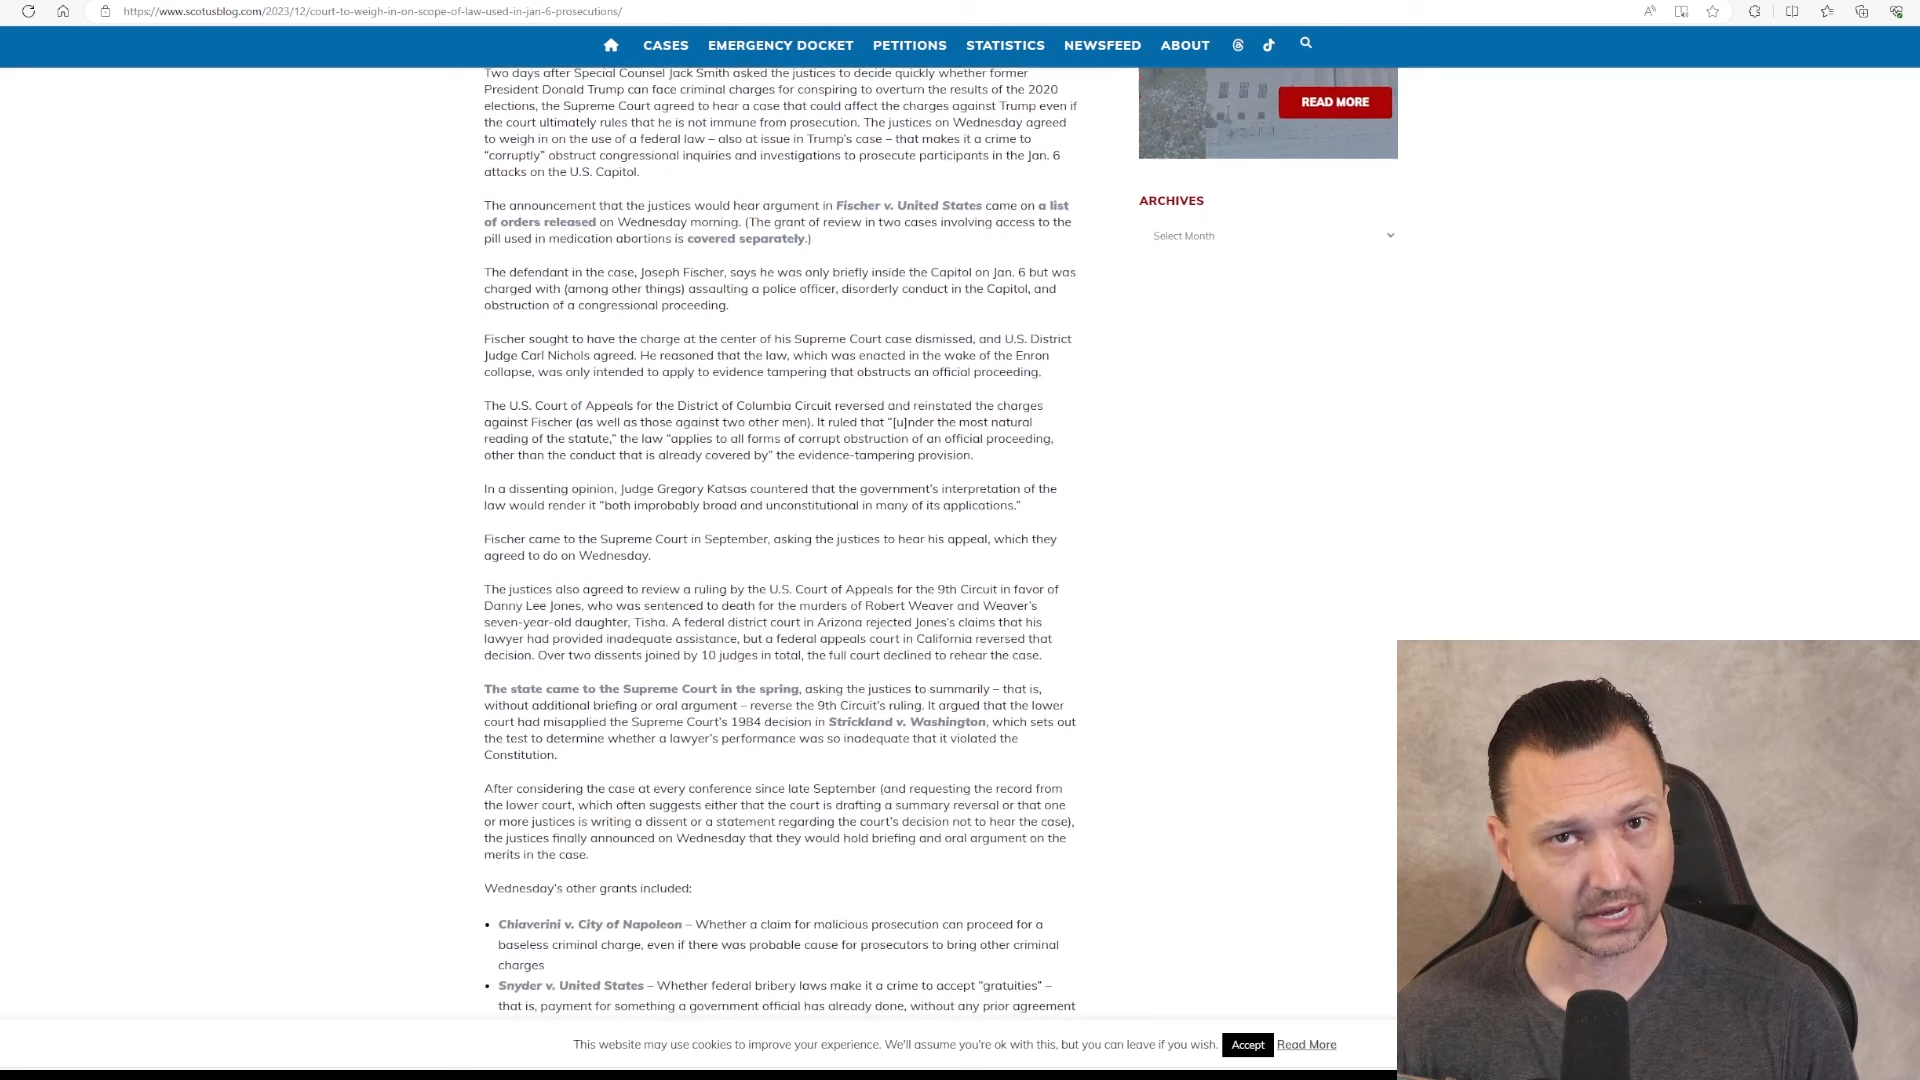 https://www.scotusblog.com/2023/12/court-to-weigh-in-on-scope-of-law-used-in-jan-6-prosecutions/
CASES EMERGENCY DOCKET PETITIONS STATISTICS NEWSFEED ABOUT
Two days after Special Counsel Jack Smith asked the justices to decide quickly whether former
President Donald Trump can face criminal charges for conspiring to overturn the results of the 2020
elections, the Supreme Court agreed to hear a case that could affect the charges against Trump even if
the court ultimately rules that he is not immune from prosecution. The justices on Wednesday agreed
to weigh in on the use of a federal law – also at issue in Trump's case – that makes it a crime to
“corruptly” obstruct congressional inquiries and investigations to prosecute participants in the Jan. 6
attacks on the U.S. Capitol.
The announcement that the justices would hear argument in Fischer v. United States came on a list
of orders released on Wednesday morning. (The grant of review in two cases involving access to the
pill used in medication abortions is covered separately.)
The defendant in the case, Joseph Fischer, says he was only briefly inside the Capitol on Jan. 6 but was
charged with (among other things) assaulting a police officer, disorderly conduct in the Capitol, and
obstruction of a congressional proceeding.
Fischer sought to have the charge at the center of his Supreme Court case dismissed, and U.S. District
Judge Carl Nichols agreed. He reasoned that the law, which was enacted in the wake of the Enron
collapse, was only intended to apply to evidence tampering that obstructs an official proceeding.
The U.S. Court of Appeals for the District of Columbia Circuit reversed and reinstated the charges
against Fischer (as well as those against two other men). It ruled that “[u]nder the most natural
reading of the statute,” the law “applies to all forms of corrupt obstruction of an official proceeding,
other than the conduct that is already covered by” the evidence-tampering provision.
In a dissenting opinion, Judge Gregory Katsas countered that the government's interpretation of the
law would render it “both improbably broad and unconstitutional in many of its applications.”
Fischer came to the Supreme Court in September, asking the justices to hear his appeal, which they
agreed to do on Wednesday.
The justices also agreed to review a ruling by the U.S. Court of Appeals for the 9th Circuit in favor of
Danny Lee Jones, who was sentenced to death for the murders of Robert Weaver and Weaver's
seven-year-old daughter, Tisha. A federal district court in Arizona rejected Jones's claims that his
lawyer had provided inadequate assistance, but a federal appeals court in California reversed that
decision. Over two dissents joined by 10 judges in total, the full court declined to rehear the case.
The state came to the Supreme Court in the spring, asking the justices to summarily – that is,
without additional briefing or oral argument – reverse the 9th Circuit's ruling. It argued that the lower
court had misapplied the Supreme Court's 1984 decision in Strickland v. Washington, which sets out
the test to determine whether a lawyer's performance was so inadequate that it violated the
Constitution.
After considering the case at every conference since late September (and requesting the record from
the lower court, which often suggests either that the court is drafting a summary reversal or that one
or more justices is writing a dissent or a statement regarding the court's decision not to hear the case),
the justices finally announced on Wednesday that they would hold briefing and oral argument on the
merits in the case.
Wednesday's other grants included:
• Chiaverini v. City of Napoleon – Whether a claim for malicious prosecution can proceed for a
baseless criminal charge, even if there was probable cause for prosecutors to bring other criminal
charges
• Snyder v. United States – Whether federal bribery laws make it a crime to accept “gratuities” –
that is, payment for something a government official has already done, without any prior agreement
READ MORE
ARCHIVES
Select Month
This website may use cookies to improve your experience. We'll assume you're ok with this, but you can leave if you wish. Accept Read More